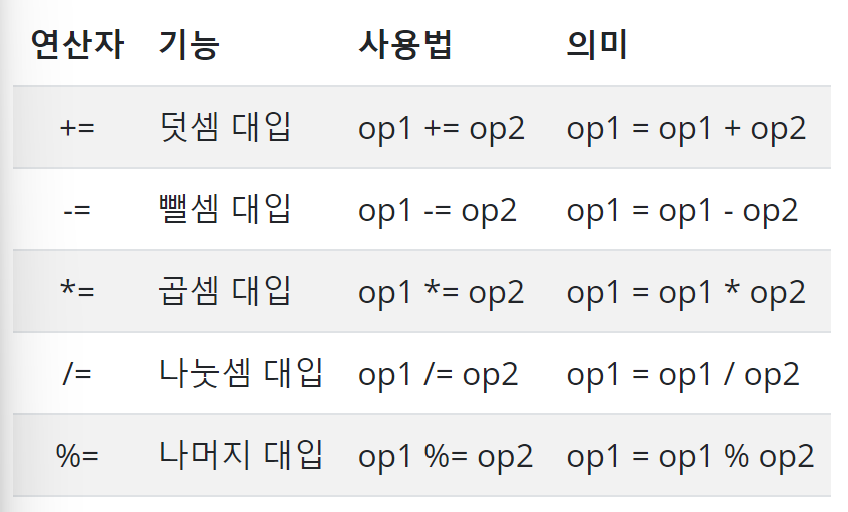 연산자 기능 사용법 의미
+= 덧셈 대입 op1 += op2 op1 = op1 + op2
-= 뺄셈 대입 op1 -= op2 op1 = op1 - op2
*= 곱셈 대입 op1 *= op2 op1 = op1 * op2
/= 나눗셈 대입 op1 /= op2 op1 = op1 / op2
%= 나머지 대입 op1 %= op2 op1 = op1 % op2